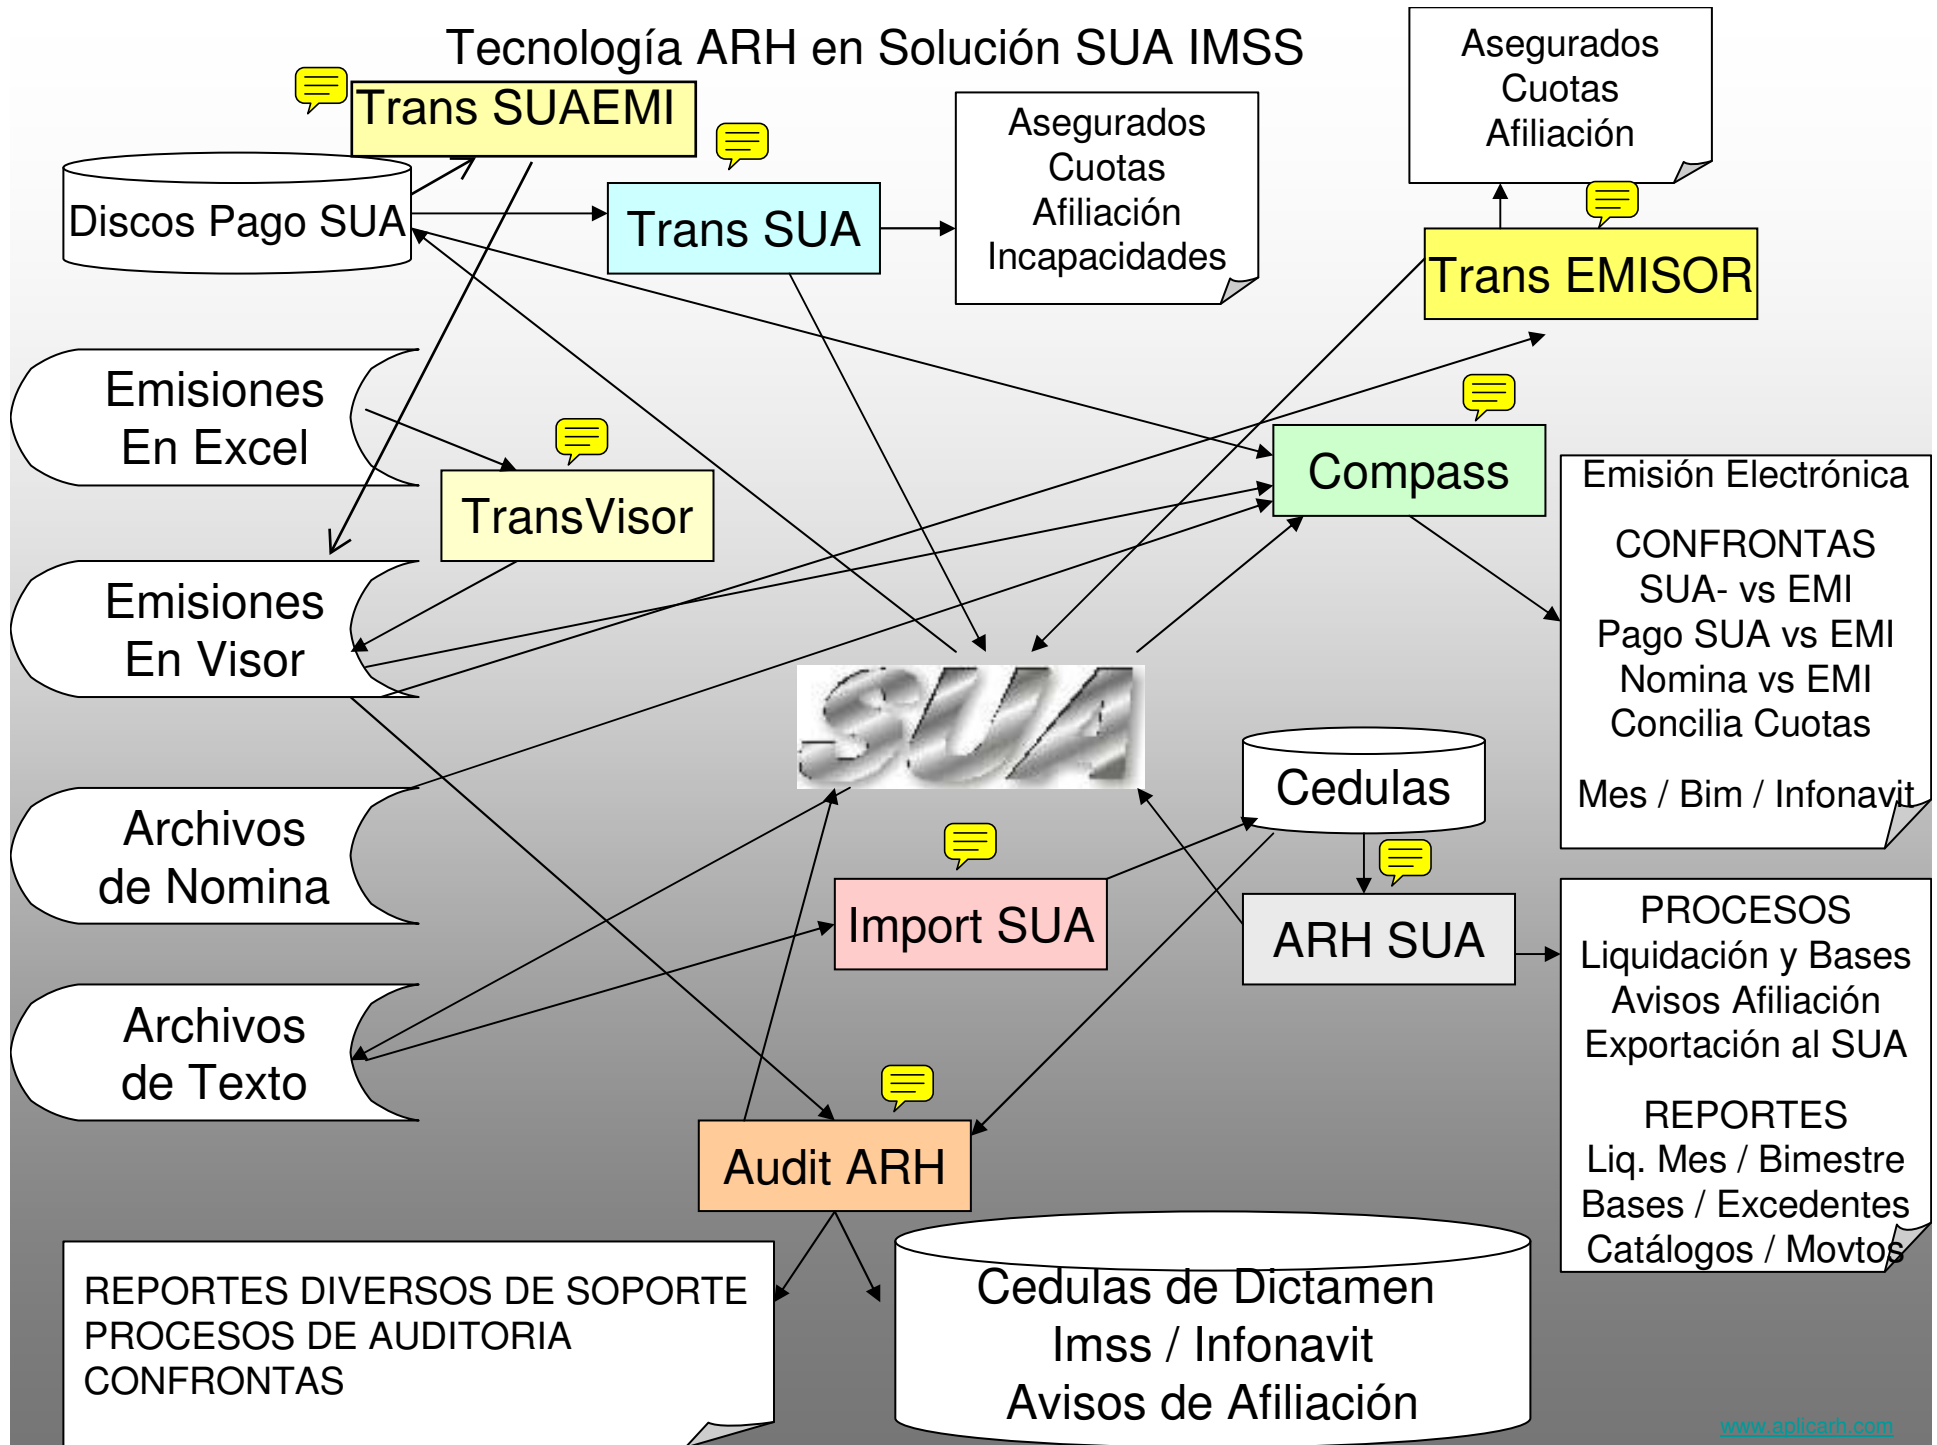 Tecnología ARH en Solución SUA IMSS
Trans SUAEMI
Discos Pago SUA
Trans SUA
Asegurados
Cuotas
Afiliación
Incapacidades
Asegurados
Cuotas
Afiliación
Trans EMISOR
Emisiones
En Excel
TransVisor
Compass
Emisión Electrónica
CONFRONTAS
SUA- vs EMI
Pago SUA vs EMI
Nomina vs EMI
Concilia Cuotas
Mes / Bim / Infonavit
Emisiones
En Visor
SUA
Cedulas
Archivos
de Nomina
Import SUA
ARH SUA
PROCESOS
Liquidación y Bases
Avisos Afiliación
Exportación al SUA
REPORTES
Liq. Mes / Bimestre
Bases / Excedentes
Catálogos / Movtos
Archivos
de Texto
Audit ARH
REPORTES DIVERSOS DE SOPORTE
PROCESOS DE AUDITORIA
CONFRONTAS
Cedulas de Dictamen
Imss / Infonavit
Avisos de Afiliación
www.aplicarh.com